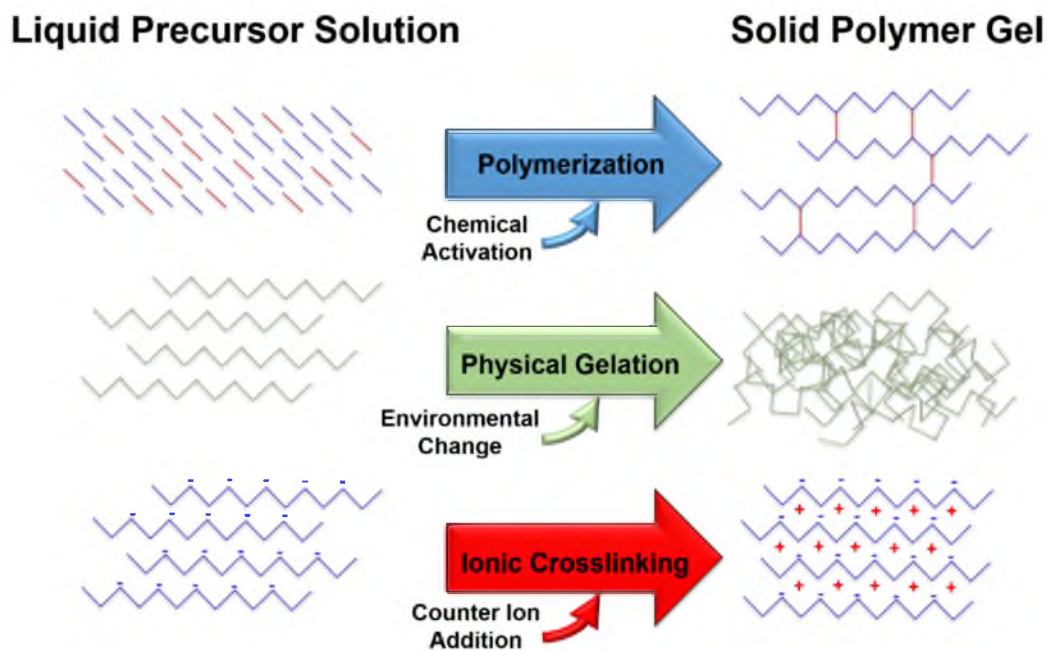 Liquid Precursor Solution
Solid Polymer Gel
Polymerization
Chemical
Activation
Physical Gelation
Environmental
Change
- - - - -
- - - - -
- - - - -
- - - - -
Ionic Crosslinking
Counter Ion
Addition
- - - - -
+ + + + +
- - - - -
+ + + + +
- - - - -
+ + + + +
- - - - -